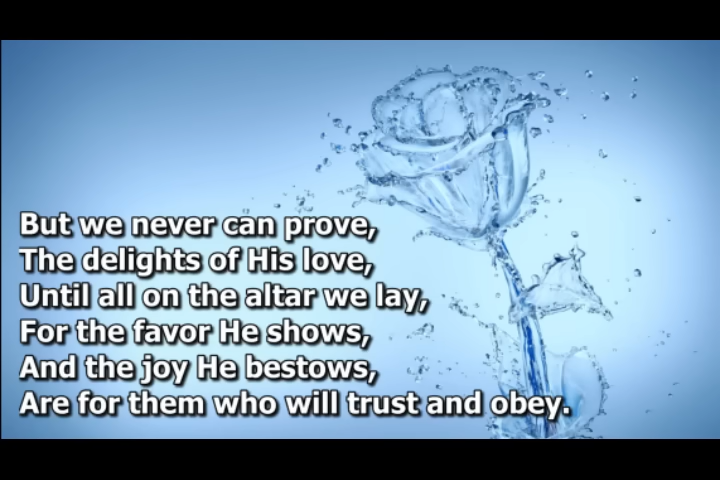 But we never can prove,
The delights of His love,
Until all on the altar we lay,
For the favor He shows,
And the joy He bestows,
Are for them who will trust and obey.